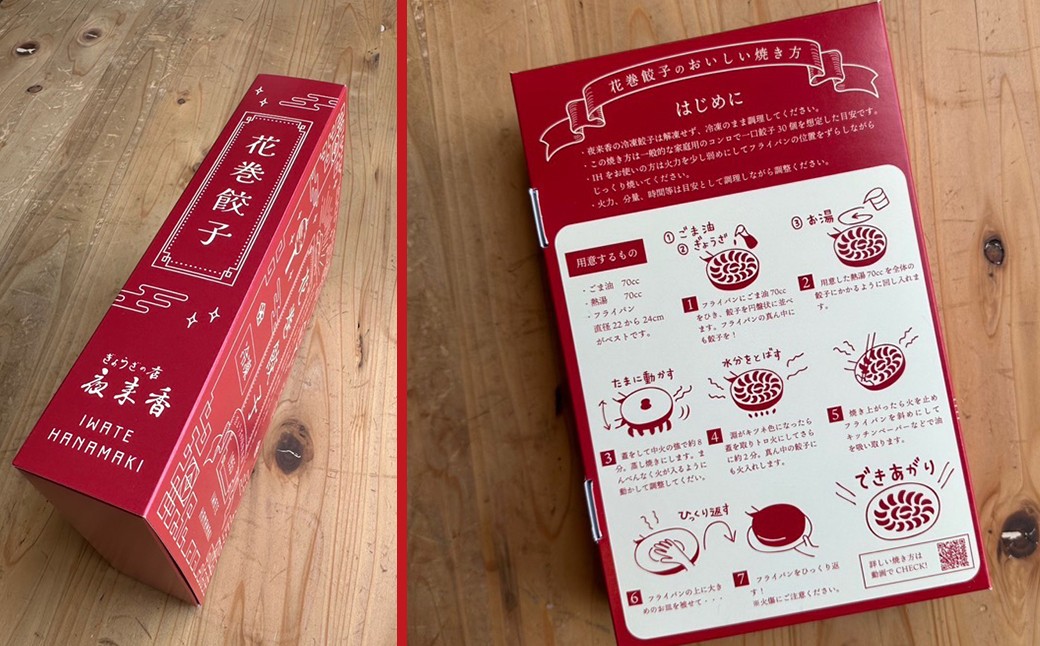 花巻餃子
ぎょうざの店
夜来香
IWATE
HANAMAKI
花巻餃子のおいしい焼き方
はじめに
・夜来香の冷凍餃子は解凍せず、冷凍のまま調理してください。
・この焼き方は一般的な家庭用のコンロで一口餃子30個を想定した目安です。
・IHをお使いの方は火力を少し弱めにしてフライパンの位置をずらしながら
じっくり焼いてください。
・火力、分量、時間等は目安として調理しながら調整ください。
用意するもの
・ごま油 70cc
・熱湯 70cc
・フライパン
直径22から24cm
がベストです。
①ごま油
②ぎょうざ
1 フライパンにごま油70cc
をひき、餃子を円盤状に並べ
ます。フライパンの真ん中に
も餃子を!
③お湯
2 用意した熱湯70ccを全体の
餃子にかかるように回し入れま
す。
たまに動かす
3 蓋をして中火の強で約8
分。蒸し焼きにします。ま
んべんなく火が入るように
動かして調整してくだい。
水分をとばす
4 淵がキツネ色になったら
蓋を取りトロ火にしてさら
に約2分。真ん中の餃子に
も火入れします。
5 焼き上がったら火を止め
フライパンを斜めにして
キッチンペーパーなどで油
を吸い取ります。
ひっくり返す
6 フライパンの上に大き
めのお皿を被せて・・・
7 フライパンをひっくり返
す!
※火傷にご注意ください。
できあがり
詳しい焼き方は
動画でCHECK!